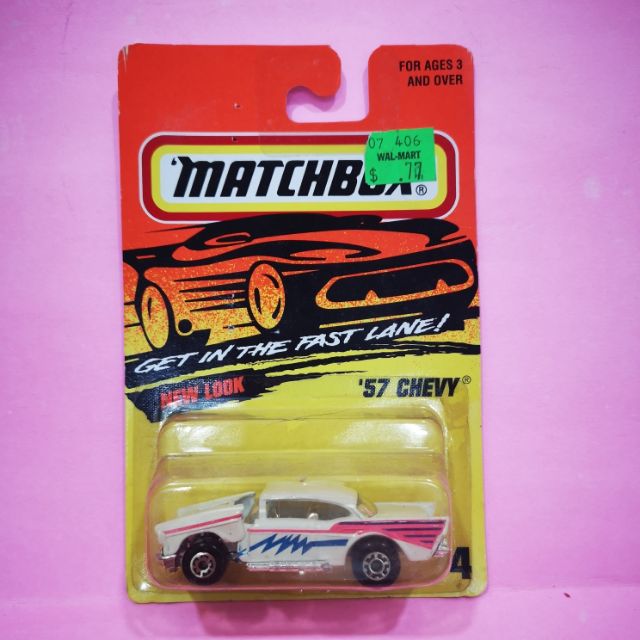 FOR AGES 3
AND OVER
07 406
WAL-MART
$ .77
'MATCHBOX®
GET IN THE FAST LANE!
NEW LOOK
'57 CHEVY®
4